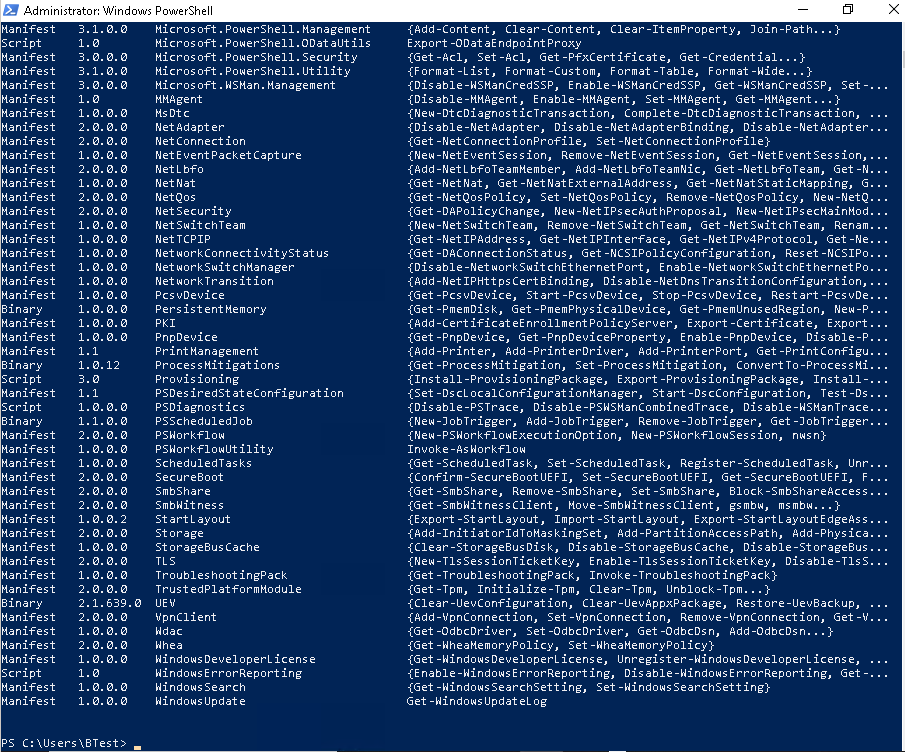 Administrator: Windows PowerShell
Manifest 3.1.0.0 Microsoft.PowerShell.Management {Add-Content, Clear-Content, Clear-ItemProperty, Join-Path...}
Script 1.0 Microsoft.PowerShell.ODataUtils Export-ODataEndpointProxy
Manifest 3.0.0.0 Microsoft.PowerShell.Security {Get-Acl, Set-Acl, Get-PfxCertificate, Get-Credential...}
Manifest 3.1.0.0 Microsoft.PowerShell.Utility {Format-List, Format-Custom, Format-Table, Format-Wide...}
Manifest 3.0.0.0 Microsoft.WSMan.Management {Disable-WSManCredSSP, Enable-WSManCredSSP, Get-WSManCredSSP, Set-...
Manifest 1.0 MMAgent {Disable-MMAgent, Enable-MMAgent, Set-MMAgent, Get-MMAgent...}
Manifest 1.0.0.0 MsDtc {New-DtcDiagnosticTransaction, Complete-DtcDiagnosticTransaction, ...
Manifest 2.0.0.0 NetAdapter {Disable-NetAdapter, Disable-NetAdapterBinding, Disable-NetAdapter...
Manifest 1.0.0.0 NetConnection {Get-NetConnectionProfile, Set-NetConnectionProfile}
Manifest 1.0.0.0 NetEventPacketCapture {New-NetEventSession, Remove-NetEventSession, Get-NetEventSession,...
Manifest 2.0.0.0 NetLbfo {Add-NetLbfoTeamMember, Add-NetLbfoTeamNic, Get-NetLbfoTeam, Get-N...
Manifest 1.0.0.0 NetNat {Get-NetNat, Get-NetNatExternalAddress, Get-NetNatStaticMapping, G...
Manifest 2.0.0.0 NetQos {Get-NetQosPolicy, Set-NetQosPolicy, Remove-NetQosPolicy, New-NetQ...
Manifest 2.0.0.0 NetSecurity {Get-DAPolicyChange, New-NetIPsecAuthProposal, New-NetIPsecMainMod...
Manifest 1.0.0.0 NetSwitchTeam {New-NetSwitchTeam, Remove-NetSwitchTeam, Get-NetSwitchTeam, Renam...
Manifest 1.0.0.0 NetTCPIP {Get-NetIPAddress, Get-NetIPInterface, Get-NetIPv4Protocol, Get-Ne...
Manifest 1.0.0.0 NetworkConnectivityStatus {Get-DAConnectionStatus, Get-NCSIPolicyConfiguration, Reset-NCSIPo...
Manifest 1.0.0.0 NetworkSwitchManager {Disable-NetworkSwitchEthernetPort, Enable-NetworkSwitchEthernetPo...
Manifest 1.0.0.0 NetworkTransition {Add-NetIPHttpsCertBinding, Disable-NetDnsTransitionConfiguration,...
Manifest 1.0.0.0 PcsvDevice {Get-PcsvDevice, Start-PcsvDevice, Stop-PcsvDevice, Restart-PcsvDe...
Binary 1.0.0.0 PersistentMemory {Get-PmemDisk, Get-PmemPhysicalDevice, Get-PmemUnusedRegion, New-P...
Manifest 1.0.0.0 PKI {Add-CertificateEnrollmentPolicyServer, Export-Certificate, Export...
Manifest 1.0.0.0 PnpDevice {Get-PnpDevice, Get-PnpDeviceProperty, Enable-PnpDevice, Disable-P...
Manifest 1.1 PrintManagement {Add-Printer, Add-PrinterDriver, Add-PrinterPort, Get-PrintConfigu...
Binary 1.0.12 ProcessMitigations {Get-ProcessMitigation, Set-ProcessMitigation, ConvertTo-ProcessMi...
Script 3.0 Provisioning {Install-ProvisioningPackage, Export-ProvisioningPackage, Install-...
Manifest 1.1 PSDesiredStateConfiguration {Set-DscLocalConfigurationManager, Start-DscConfiguration, Test-Ds...
Script 1.0.0.0 PSDiagnostics {Disable-PSTrace, Disable-PSWSManCombinedTrace, Disable-WSManTrace...
Binary 1.1.0.0 PSScheduledJob {New-JobTrigger, Add-JobTrigger, Remove-JobTrigger, Get-JobTrigger...
Manifest 2.0.0.0 PSWorkflow {New-PSWorkflowExecutionOption, New-PSWorkflowSession, nwsn}
Manifest 1.0.0.0 PSWorkflowUtility Invoke-AsWorkflow
Manifest 1.0.0.0 ScheduledTasks {Get-ScheduledTask, Set-ScheduledTask, Register-ScheduledTask, Unr...
Manifest 2.0.0.0 SecureBoot {Confirm-SecureBootUEFI, Set-SecureBootUEFI, Get-SecureBootUEFI, F...
Manifest 2.0.0.0 SmbShare {Get-SmbShare, Remove-SmbShare, Set-SmbShare, Block-SmbShareAccess...
Manifest 2.0.0.0 SmbWitness {Get-SmbWitnessClient, Move-SmbWitnessClient, gsmbw, msmbw...}
Manifest 1.0.0.2 StartLayout {Export-StartLayout, Import-StartLayout, Export-StartLayoutEdgeAss...
Manifest 2.0.0.0 Storage {Add-InitiatorIdToMaskingSet, Add-PartitionAccessPath, Add-Physica...
Manifest 1.0.0.0 StorageBusCache {Clear-StorageBusDisk, Disable-StorageBusCache, Disable-StorageBus...
Manifest 2.0.0.0 TLS {New-TlsSessionTicketKey, Enable-TlsSessionTicketKey, Disable-TlsS...
Manifest 1.0.0.0 TroubleshootingPack {Get-TroubleshootingPack, Invoke-TroubleshootingPack}
Manifest 2.0.0.0 TrustedPlatformModule {Get-Tpm, Initialize-Tpm, Clear-Tpm, Unblock-Tpm...}
Binary 2.1.639.0 UEV {Clear-UevConfiguration, Clear-UevAppxPackage, Restore-UevBackup, ...
Manifest 2.0.0.0 VpnClient {Add-VpnConnection, Set-VpnConnection, Remove-VpnConnection, Get-V...
Manifest 1.0.0.0 Wdac {Get-OdbcDriver, Set-OdbcDriver, Get-OdbcDsn, Add-OdbcDsn...}
Manifest 2.0.0.0 Whea {Get-WheaMemoryPolicy, Set-WheaMemoryPolicy}
Manifest 1.0.0.0 WindowsDeveloperLicense {Get-WindowsDeveloperLicense, Unregister-WindowsDeveloperLicense, ...
Script 1.0 WindowsErrorReporting {Enable-WindowsErrorReporting, Disable-WindowsErrorReporting, Get-...
Manifest 1.0.0.0 WindowsSearch {Get-WindowsSearchSetting, Set-WindowsSearchSetting}
Manifest 1.0.0.0 WindowsUpdate Get-WindowsUpdateLog
PS C:\Users\BTest>